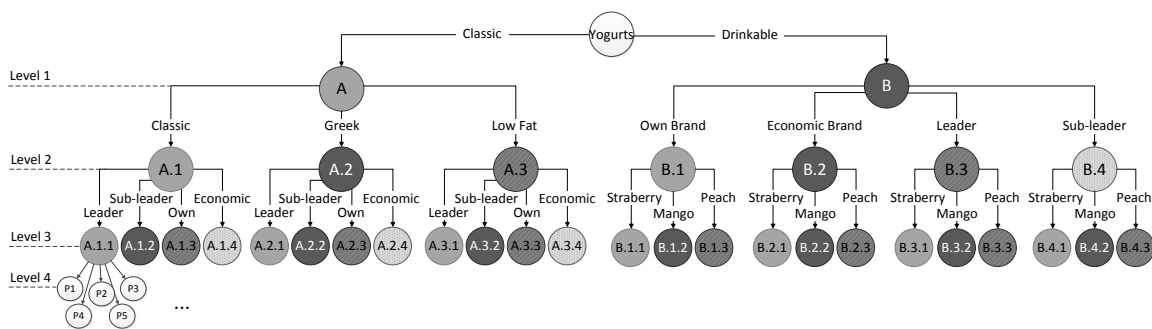 Classic Yogurts Drinkable
Level 1
A B
Classic Greek Low Fat Own Brand Economic Brand Leader Sub-leader
Level 2
A.1 A.2 A.3 B.1 B.2 B.3 B.4
Sub-leader Economic Sub-leader Economic Sub-leader Economic Straberry Peach Straberry Peach Straberry Peach Straberry Peach
Leader Own Leader Own Leader Own Mango Mango Mango Mango
Level 3
A.1.1 A.1.2 A.1.3 A.1.4 A.2.1 A.2.2 A.2.3 A.2.4 A.3.1 A.3.2 A.3.3 A.3.4 B.1.1 B.1.2 B.1.3 B.2.1 B.2.2 B.2.3 B.3.1 B.3.2 B.3.3 B.4.1 B.4.2 B.4.3
Level 4
P1 P2 P3
P4 P5 ...